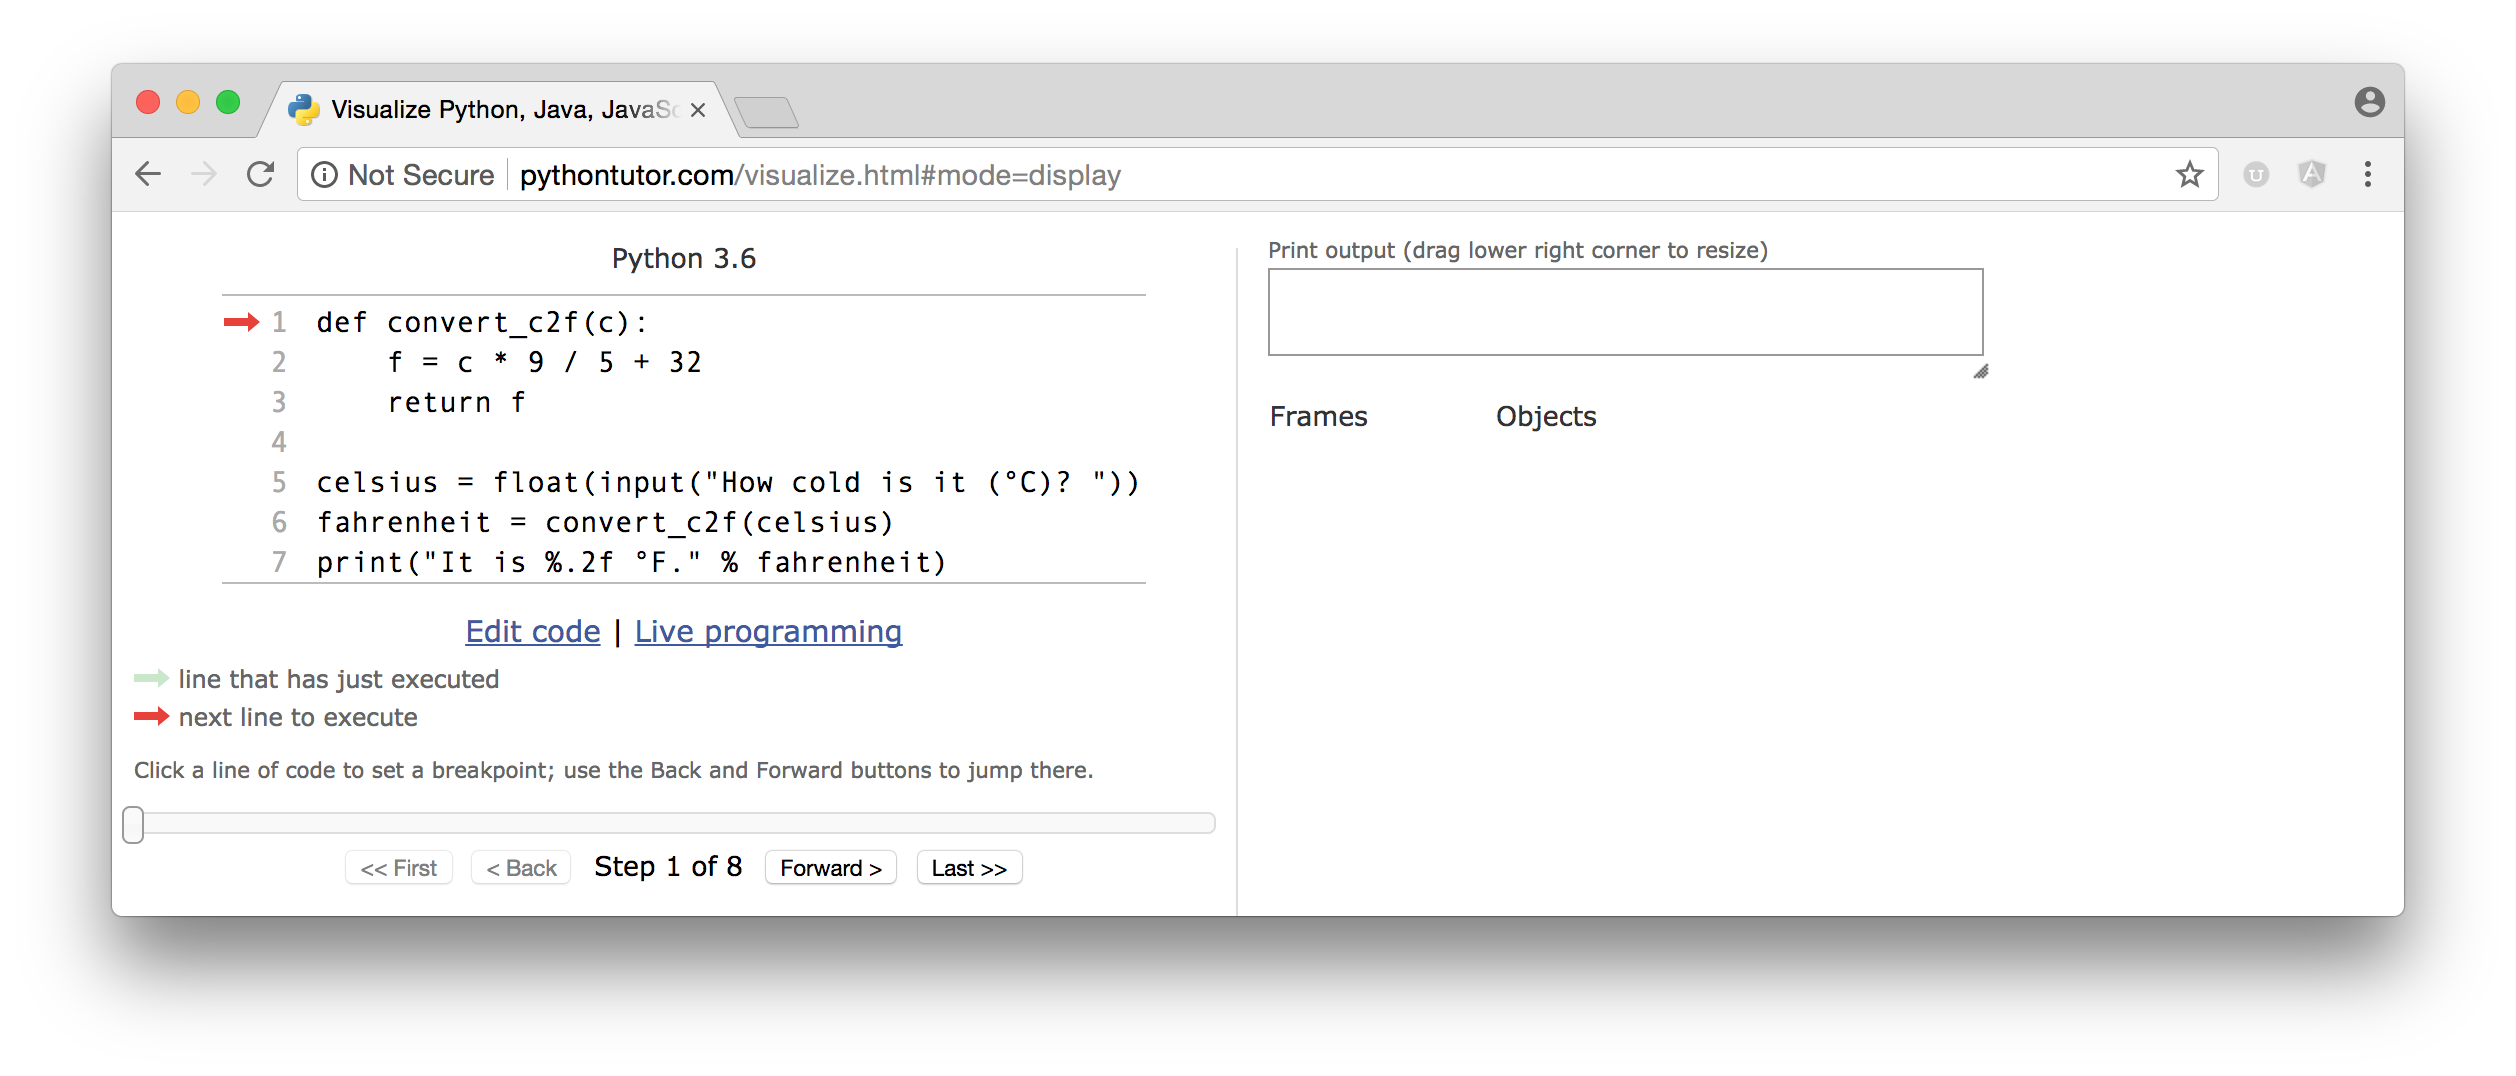 Visualize Python, Java, JavaSc
Not Secure pythontutor.com/visualize.html#mode=display
Python 3.6
1 def convert_c2f(c):
2     f = c * 9 / 5 + 32
3     return f
4
5 celsius = float(input("How cold is it (°C)? "))
6 fahrenheit = convert_c2f(celsius)
7 print("It is %.2f °F." % fahrenheit)
Edit code | Live programming
line that has just executed
next line to execute
Click a line of code to set a breakpoint; use the Back and Forward buttons to jump there.
<< First < Back Step 1 of 8 Forward > Last >>
Print output (drag lower right corner to resize)
Frames Objects